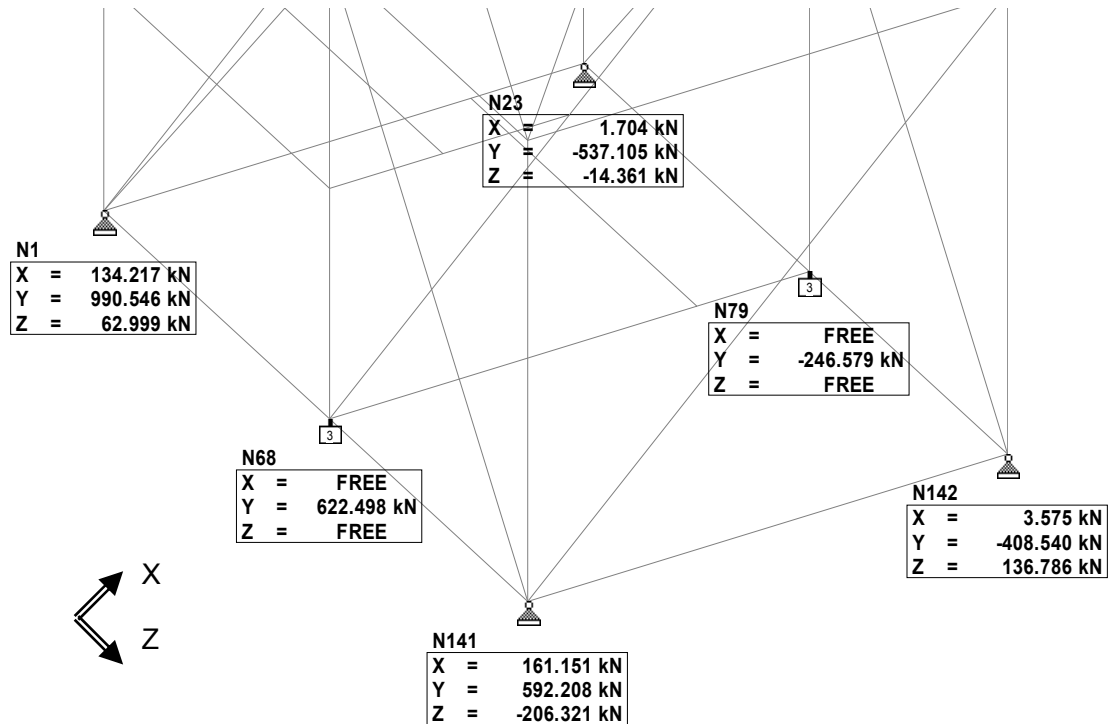 N23
X = 1.704 kN
Y = -537.105 kN
Z = -14.361 kN
N1
X = 134.217 kN
Y = 990.546 kN
Z = 62.999 kN
3
N79
X = FREE
Y = -246.579 kN
Z = FREE
3
N68
X = FREE
Y = 622.498 kN
Z = FREE
N142
X = 3.575 kN
Y = -408.540 kN
Z = 136.786 kN
X
Z
N141
X = 161.151 kN
Y = 592.208 kN
Z = -206.321 kN